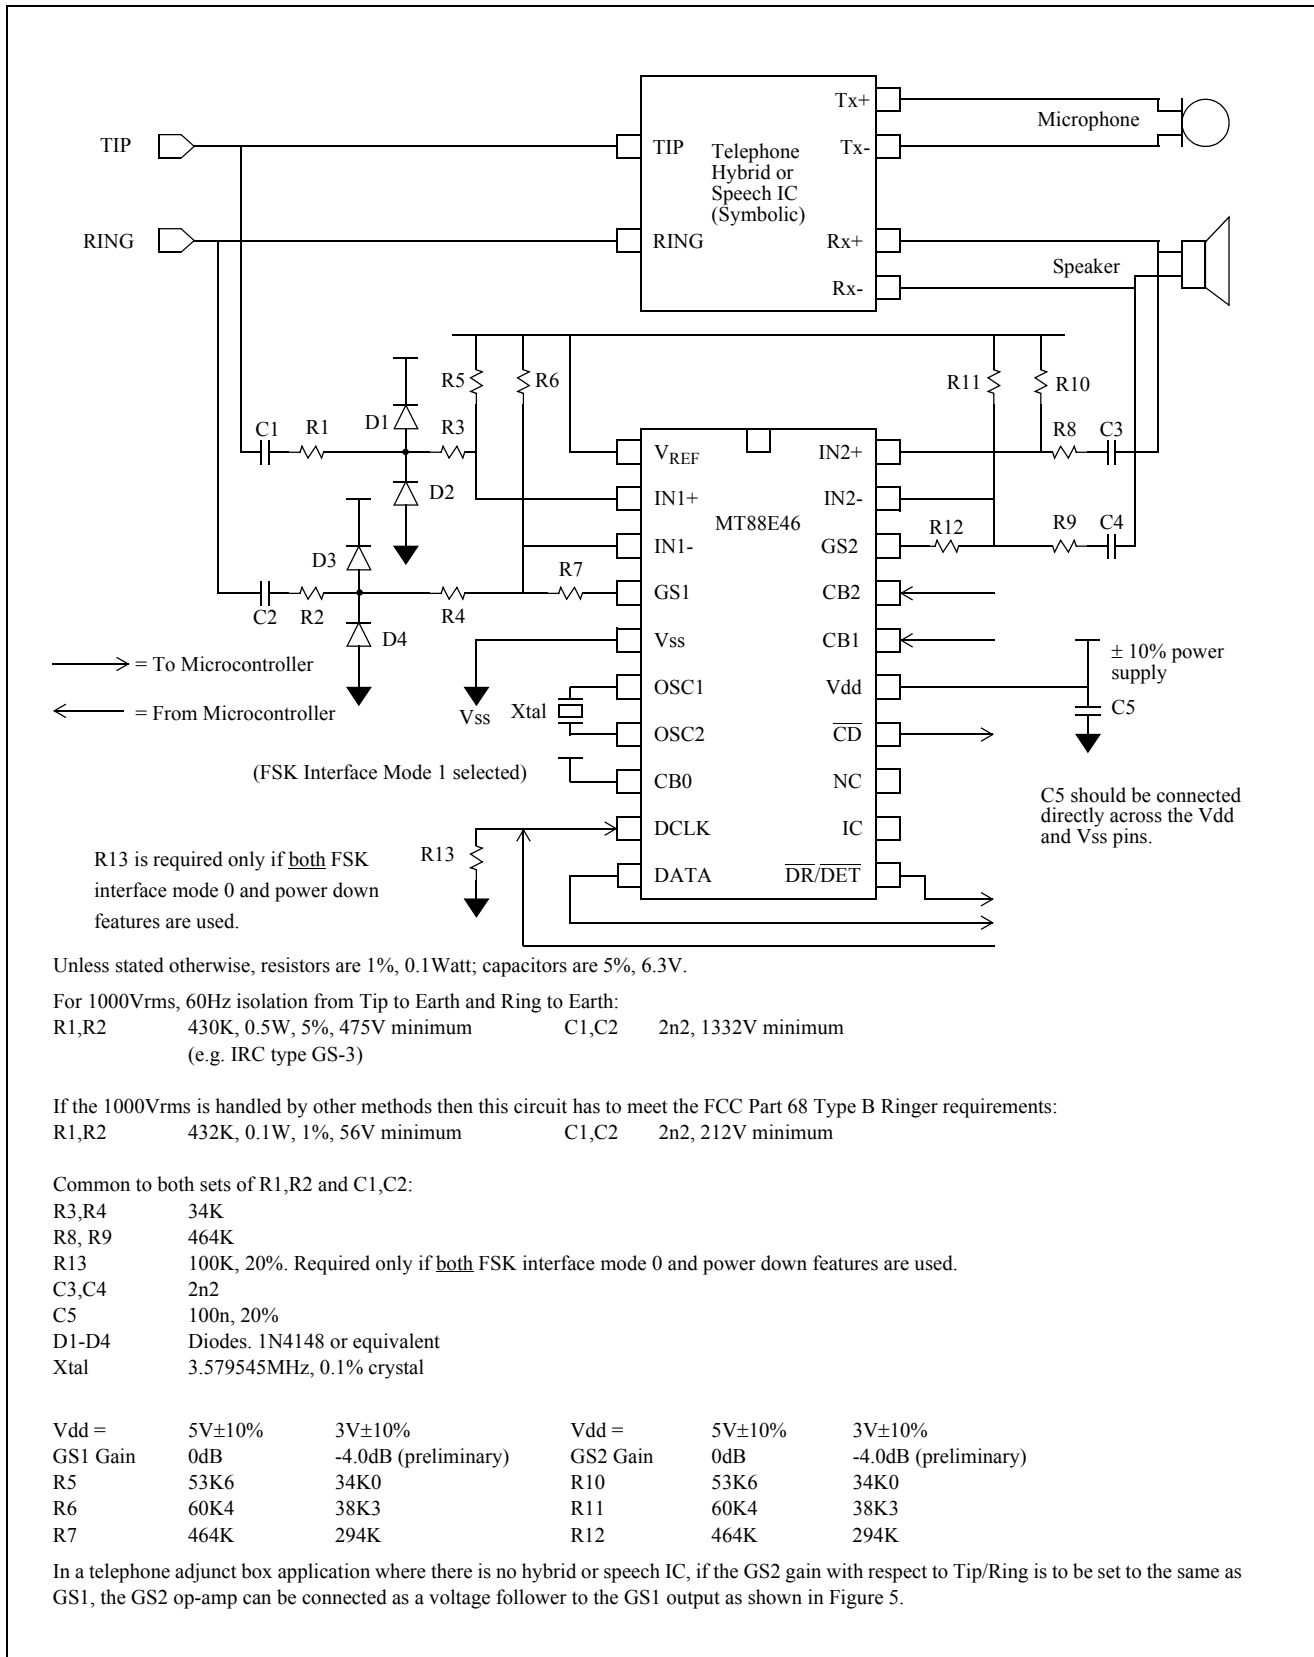 Tx+
Microphone
TIP
TIP
Telephone
Hybrid or
Speech IC
(Symbolic)
Tx-
RING
RING
Rx+
Speaker
Rx-
R5
R6
R11
R10
D1
C1
R1
R3
R8
C3
VREF
IN2+
D2
IN1+
IN2-
MT88E46
R12
R9
C4
D3
IN1-
GS2
R7
GS1
CB2
C2
R2
R4
D4
Vss
CB1
± 10% power
supply
= To Microcontroller
OSC1
Vdd
C5
Vss
Xtal
= From Microcontroller
OSC2
CD
(FSK Interface Mode 1 selected)
CB0
NC
C5 should be connected
directly across the Vdd
and Vss pins.
DCLK
IC
R13
R13 is required only if both FSK
interface mode 0 and power down
features are used.
DATA
DR/DET
Unless stated otherwise, resistors are 1%, 0.1Watt; capacitors are 5%, 6.3V.
For 1000Vrms, 60Hz isolation from Tip to Earth and Ring to Earth:
R1,R2 430K, 0.5W, 5%, 475V minimum C1,C2 2n2, 1332V minimum
(e.g. IRC type GS-3)
If the 1000Vrms is handled by other methods then this circuit has to meet the FCC Part 68 Type B Ringer requirements:
R1,R2 432K, 0.1W, 1%, 56V minimum C1,C2 2n2, 212V minimum
Common to both sets of R1,R2 and C1,C2:
R3,R4 34K
R8, R9 464K
R13 100K, 20%. Required only if both FSK interface mode 0 and power down features are used.
C3,C4 2n2
C5 100n, 20%
D1-D4 Diodes. 1N4148 or equivalent
Xtal 3.579545MHz, 0.1% crystal
Vdd = 5V±10% 3V±10% Vdd = 5V±10% 3V±10%
GS1 Gain 0dB -4.0dB (preliminary) GS2 Gain 0dB -4.0dB (preliminary)
R5 53K6 34K0 R10 53K6 34K0
R6 60K4 38K3 R11 60K4 38K3
R7 464K 294K R12 464K 294K
In a telephone adjunct box application where there is no hybrid or speech IC, if the GS2 gain with respect to Tip/Ring is to be set to the same as
GS1, the GS2 op-amp can be connected as a voltage follower to the GS1 output as shown in Figure 5.